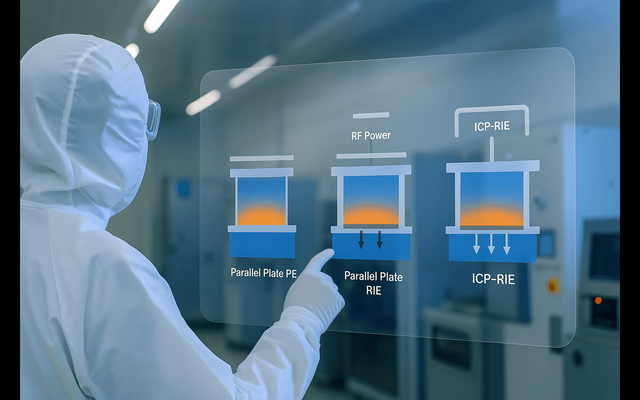 RF Power
ICP-RIE
Parallel Plate PE
Parallel Plate
RIE
ICP-RIE